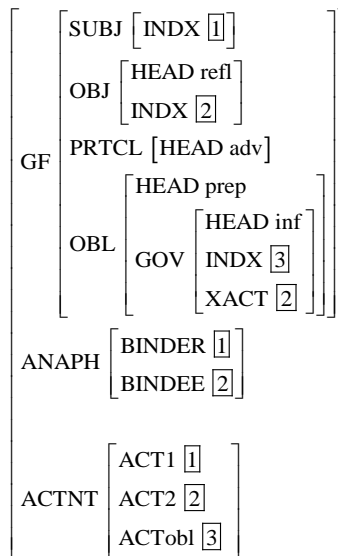 SUBJ [INDX 1]
HEAD refl
OBJ
INDX 2
PRTCL [HEAD adv]
GF
HEAD prep
HEAD inf
OBL
GOV
INDX 3
XACT 2
BINDER 1
ANAPH
BINDEE 2
ACT1 1
ACTNT
ACT2 2
ACTobl 3